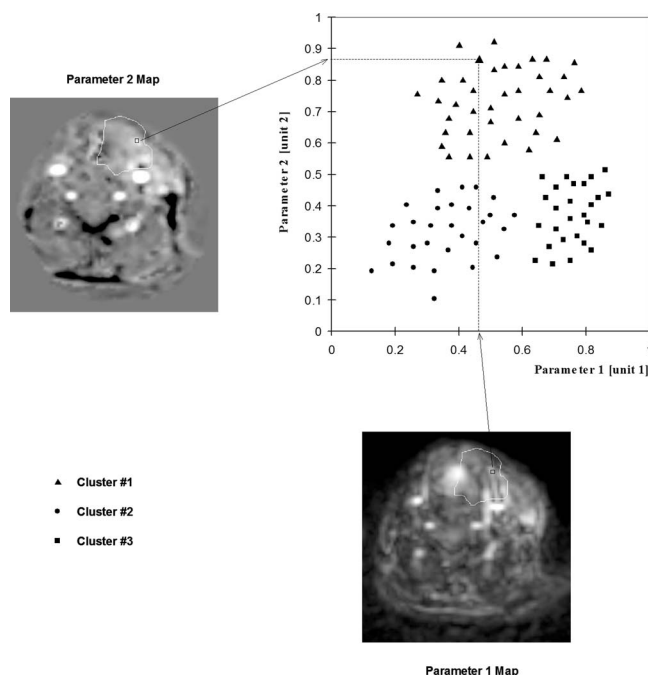 Parameter 2 Map
Parameter 2 [unit 2]
1
0.9
0.8
0.7
0.6
0.5
0.4
0.3
0.2
0.1
0
0 0.2 0.4 0.6 0.8 1
Parameter 1 [unit 1]
Cluster #1
Cluster #2
Cluster #3
Parameter 1 Map